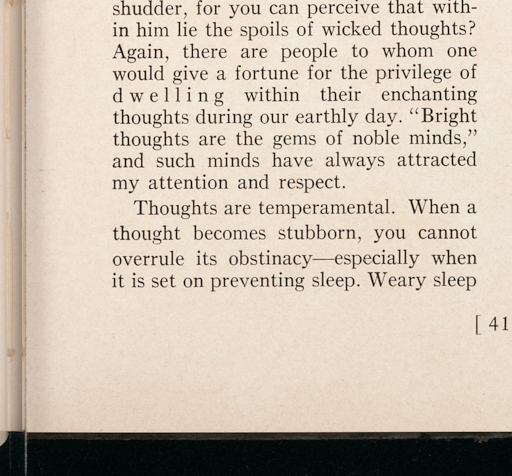 shudder, for you can perceive that with-
in him lie the spoils of wicked thoughts?
Again, there are people to whom one
would give a fortune for the privilege of
dwelling within their enchanting
thoughts during our earthly day. “Bright
thoughts are the gems of noble minds,”
and such minds have always attracted
my attention and respect.
Thoughts are temperamental. When a
thought becomes stubborn, you cannot
overrule its obstinacy—especially when
it is set on preventing sleep. Weary sleep
[ 41